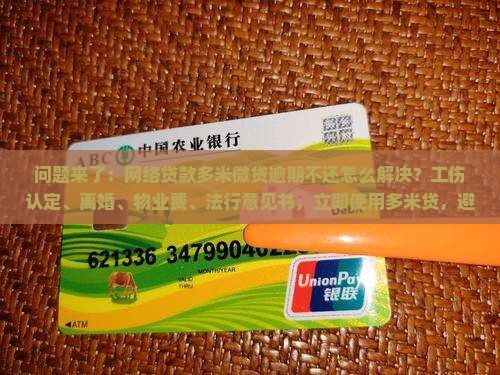 ABC 中国农业银行
问题来了：网络贷款多米微贷逾期不还怎么解决？工伤
认定、离婚、物业费、法行意见书，立即使用多米贷，避
Debit
621336 3479904
MONTH/YEAR
VALID
THRU
UnionPay
银联
◀ATM